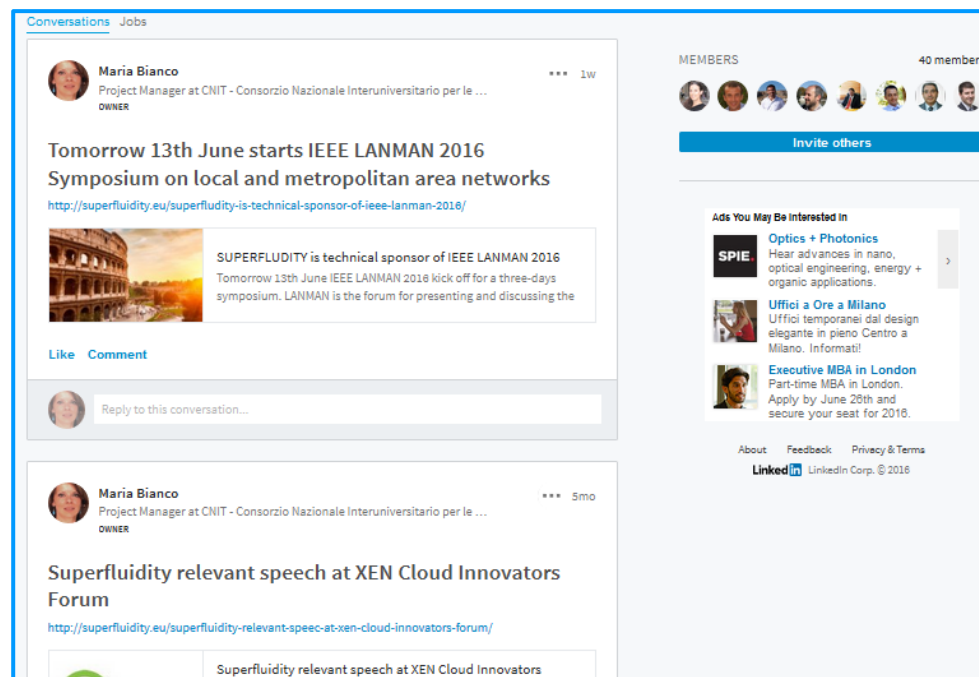 Conversations Jobs
Maria Bianco
1w
Project Manager at CNIT - Consorzio Nazionale Interuniversitario per le ...
OWNER
Tomorrow 13th June starts IEEE LANMAN 2016
Symposium on local and metropolitan area networks
http://superfluidity.eu/superfludity-is-technical-sponsor-of-ieee-lanman-2016/
SUPERFLUDITY is technical sponsor of IEEE LANMAN 2016
Tomorrow 13th June IEEE LANMAN 2016 kick off for a three-days
symposium. LANMAN is the forum for presenting and discussing the
Like Comment
Reply to this conversation...
Maria Bianco
5mo
Project Manager at CNIT - Consorzio Nazionale Interuniversitario per le ...
OWNER
Superfluidity relevant speech at XEN Cloud Innovators
Forum
http://superfluidity.eu/superfluidity-relevant-speec-at-xen-cloud-innovators-forum/
Superfluidity relevant speech at XEN Cloud Innovators
MEMBERS
40 member
Invite others
Ads You May Be Interested In
SPIE.
Optics + Photonics
Hear advances in nano,
optical engineering, energy +
organic applications.
Uffici a Ore a Milano
Uffici temporanei dal design
elegante in pieno Centro a
Milano. Informati!
Executive MBA in London
Part-time MBA in London.
Apply by June 26th and
secure your seat for 2016.
About Feedback Privacy & Terms
Linked in LinkedIn Corp. © 2016